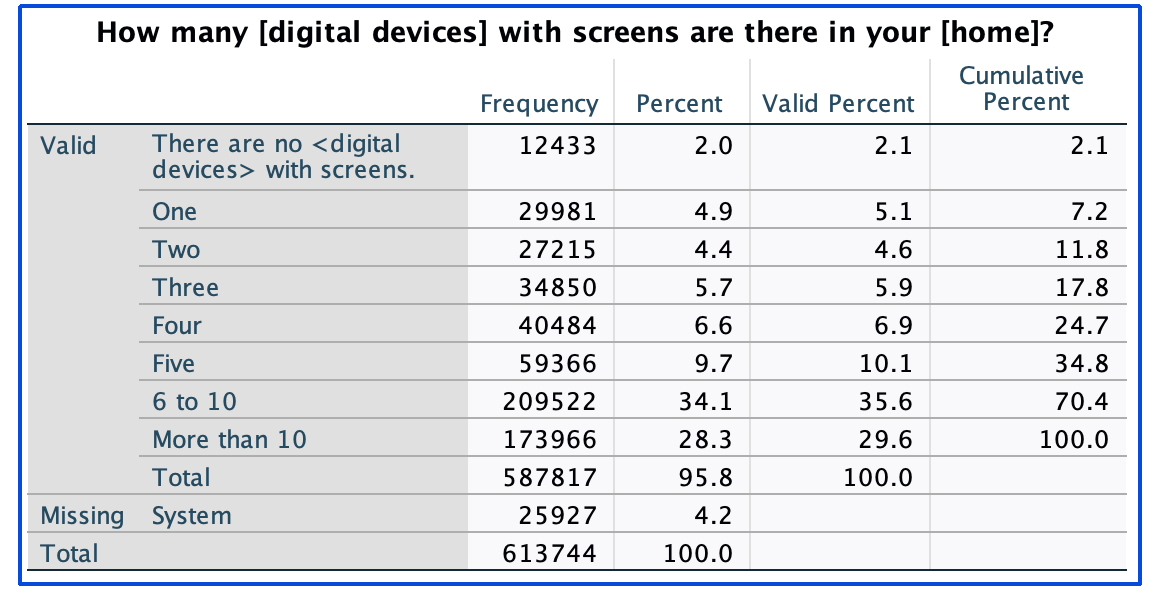 How many [digital devices] with screens are there in your [home]?
Frequency Percent Valid Percent Cumulative Percent
Valid There are no <digital devices> with screens. 12433 2.0 2.1 2.1
One 29981 4.9 5.1 7.2
Two 27215 4.4 4.6 11.8
Three 34850 5.7 5.9 17.8
Four 40484 6.6 6.9 24.7
Five 59366 9.7 10.1 34.8
6 to 10 209522 34.1 35.6 70.4
More than 10 173966 28.3 29.6 100.0
Total 587817 95.8 100.0
Missing System 25927 4.2
Total 613744 100.0